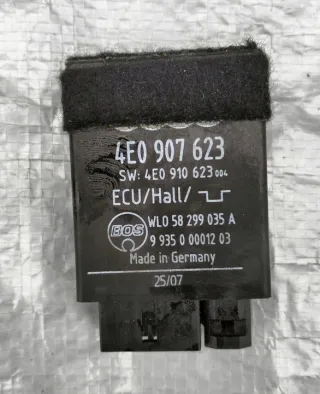 4E0 907 623
SW: 4E0 910 623 004
ECU/Hall/
BOS WLO 58 299 035 A
9 935 0 00012 03
Made in Germany
25/07